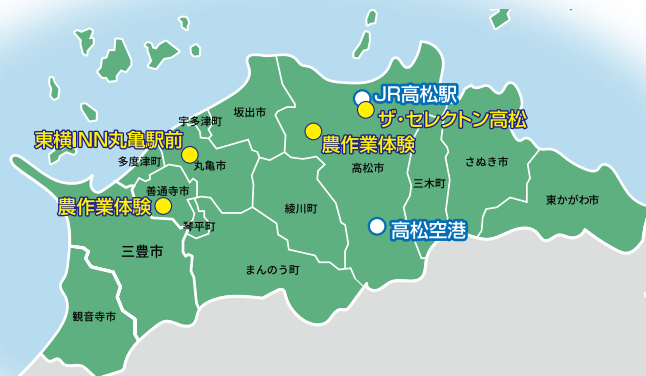 JR高松駅
ザ・セレクトン高松
坂出市
宇多津町
東横INN丸亀駅前
農作業体験
多度津町
丸亀市
高松市
さぬき市
三木町
善通寺市
東かがわ市
農作業体験
綾川町
琴平町
高松空港
三豊市
まんのう町
観音寺市